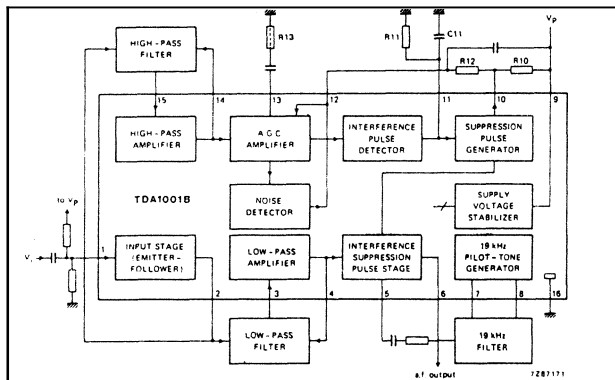 V_P
R13
R11
C11
R12
R10
HIGH-PASS
FILTER
15
14
13
12
11
10
9
HIGH-PASS
AMPLIFIER
A.G.C
AMPLIFIER
INTERFERENCE
PULSE
DETECTOR
SUPPRESSION
PULSE
GENERATOR
TDA1001B
NOISE
DETECTOR
SUPPLY
VOLTAGE
STABILIZER
to V_P
V_i
1
INPUT STAGE
(EMITTER-
FOLLOWER)
LOW-PASS
AMPLIFIER
INTERFERENCE
SUPPRESSION
PULSE STAGE
19 kHz
PILOT-TONE
GENERATOR
2
3
4
5
6
7
8
16
LOW-PASS
FILTER
19 kHz
FILTER
a.f. output
7Z87171